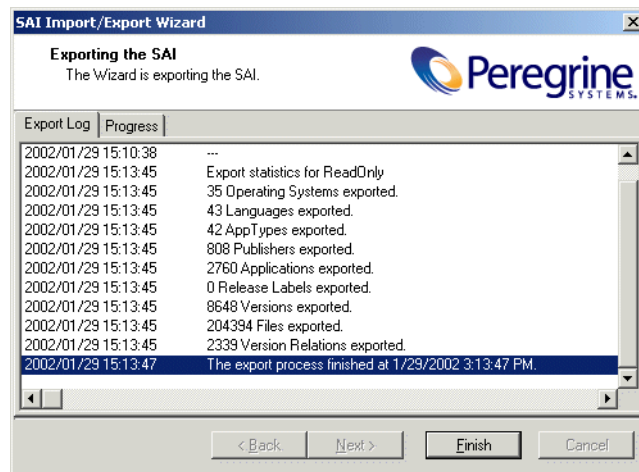 SAI Import/Export Wizard
Exporting the SAI
The Wizard is exporting the SAI.
Peregrine
SYSTEMS
Export Log Progress
2002/01/29 15:10:38 ---
2002/01/29 15:13:45 Export statistics for ReadOnly
2002/01/29 15:13:45 35 Operating Systems exported.
2002/01/29 15:13:45 43 Languages exported.
2002/01/29 15:13:45 42 AppTypes exported.
2002/01/29 15:13:45 808 Publishers exported.
2002/01/29 15:13:45 2760 Applications exported.
2002/01/29 15:13:45 0 Release Labels exported.
2002/01/29 15:13:45 8648 Versions exported.
2002/01/29 15:13:45 204394 Files exported.
2002/01/29 15:13:45 2339 Version Relations exported.
2002/01/29 15:13:47 The export process finished at 1/29/2002 3:13:47 PM.
< Back Next > Finish Cancel